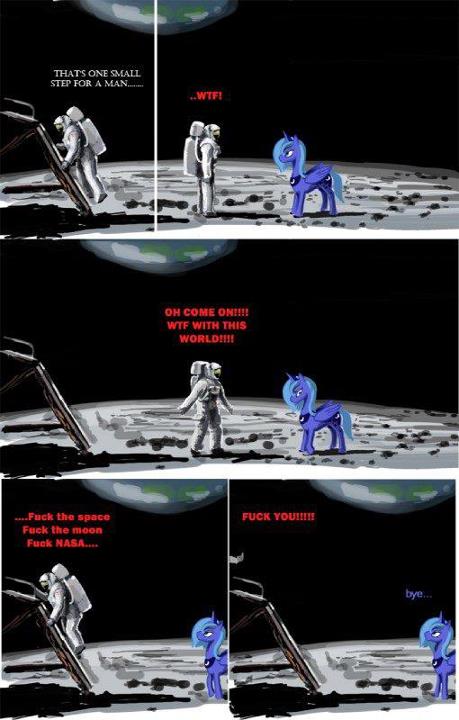 THAT'S ONE SMALL
STEP FOR A MAN.......
..WTF!
OH COME ON!!!!
WTF WITH THIS
WORLD!!!!
....Fuck the space
Fuck the moon
Fuck NASA....
FUCK YOU!!!!!
bye...